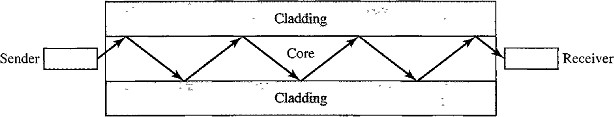 Cladding
Sender
Core
Receiver
Cladding